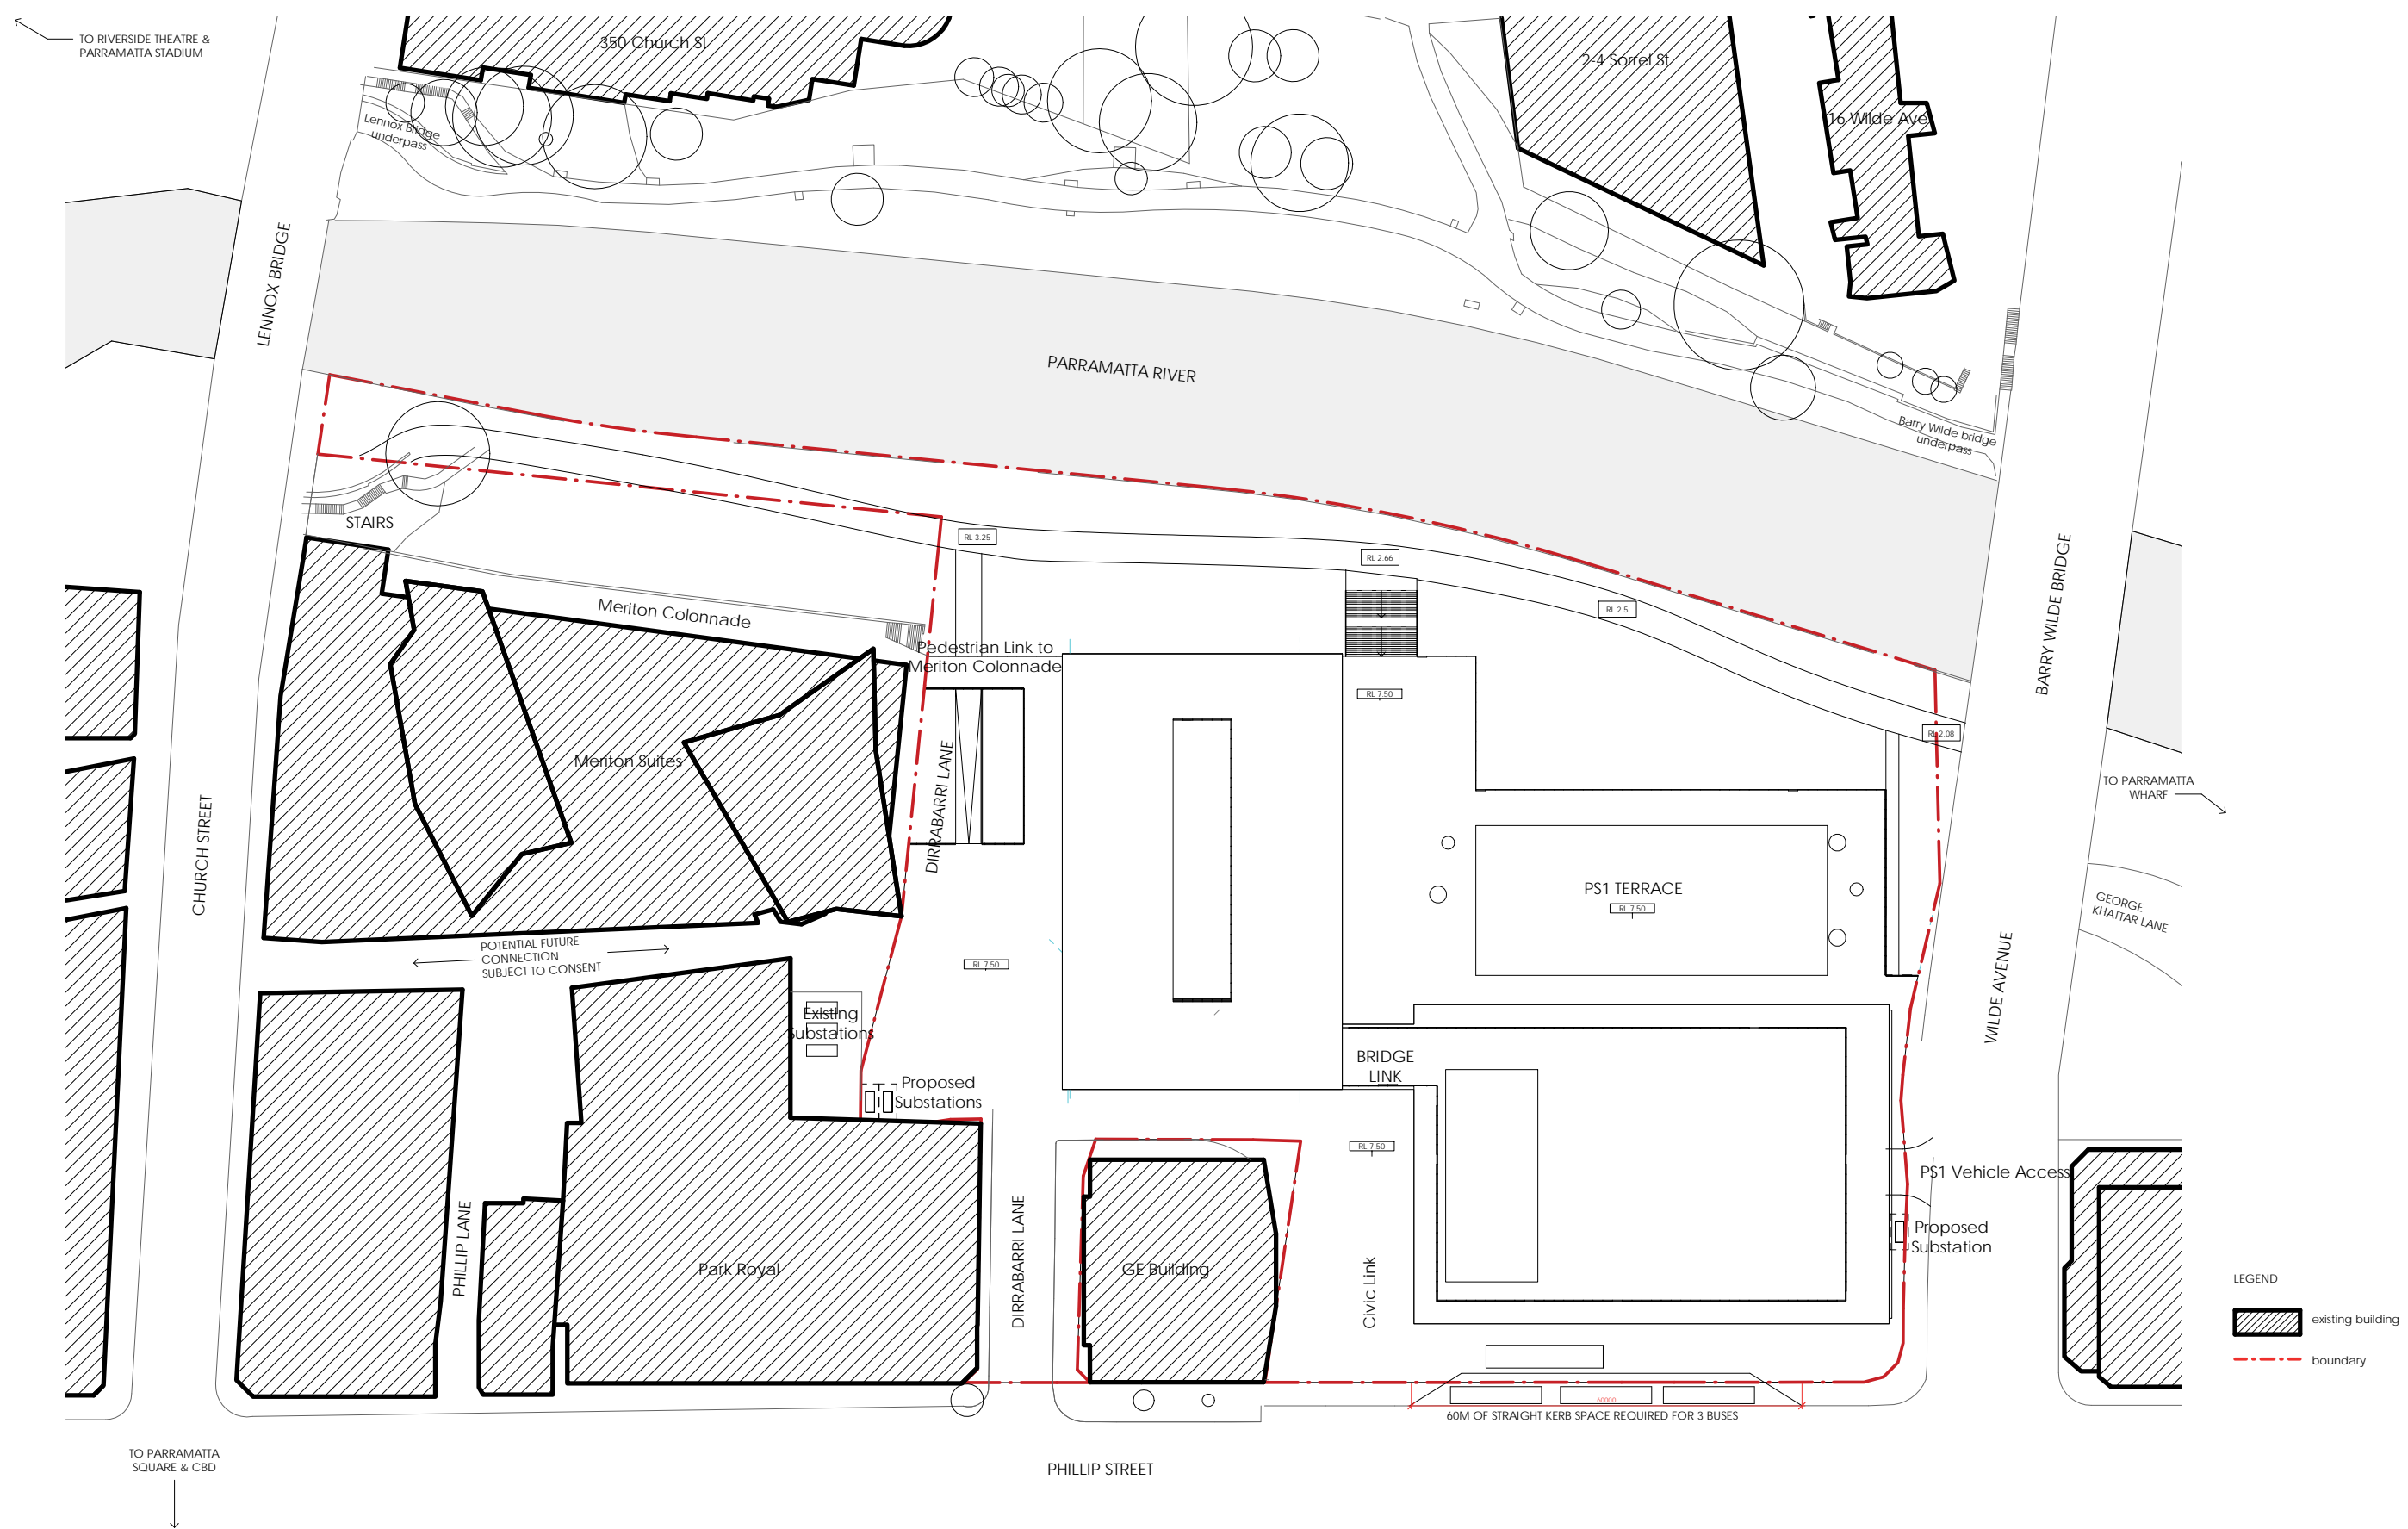 TO RIVERSIDE THEATRE &
PARRAMATTA STADIUM
350 Church St
2-4 Sorrel St
16 Wilde Ave
Lennox Bridge
underpass
LENNOX BRIDGE
PARRAMATTA RIVER
Barry Wilde bridge
underpass
STAIRS
RL 3.25
RL 2.66
RL 2.5
RL 2.08
Meriton Colonnade
Pedestrian Link to
Meriton Colonnade
BARRY WILDE BRIDGE
RL 7.50
Meriton Suites
DIRRABARRI LANE
TO PARRAMATTA
WHARF
CHURCH STREET
PS1 TERRACE
RL 7.50
GEORGE
KHATTAR LANE
POTENTIAL FUTURE
CONNECTION
SUBJECT TO CONSENT
RL 7.50
WILDE AVENUE
Existing
Substations
BRIDGE
LINK
Proposed
Substations
RL 7.50
PS1 Vehicle Access
Proposed
Substation
PHILLIP LANE
Park Royal
DIRRABARRI LANE
GE Building
Civic Link
LEGEND
existing building
boundary
60000
60M OF STRAIGHT KERB SPACE REQUIRED FOR 3 BUSES
TO PARRAMATTA
SQUARE & CBD
PHILLIP STREET